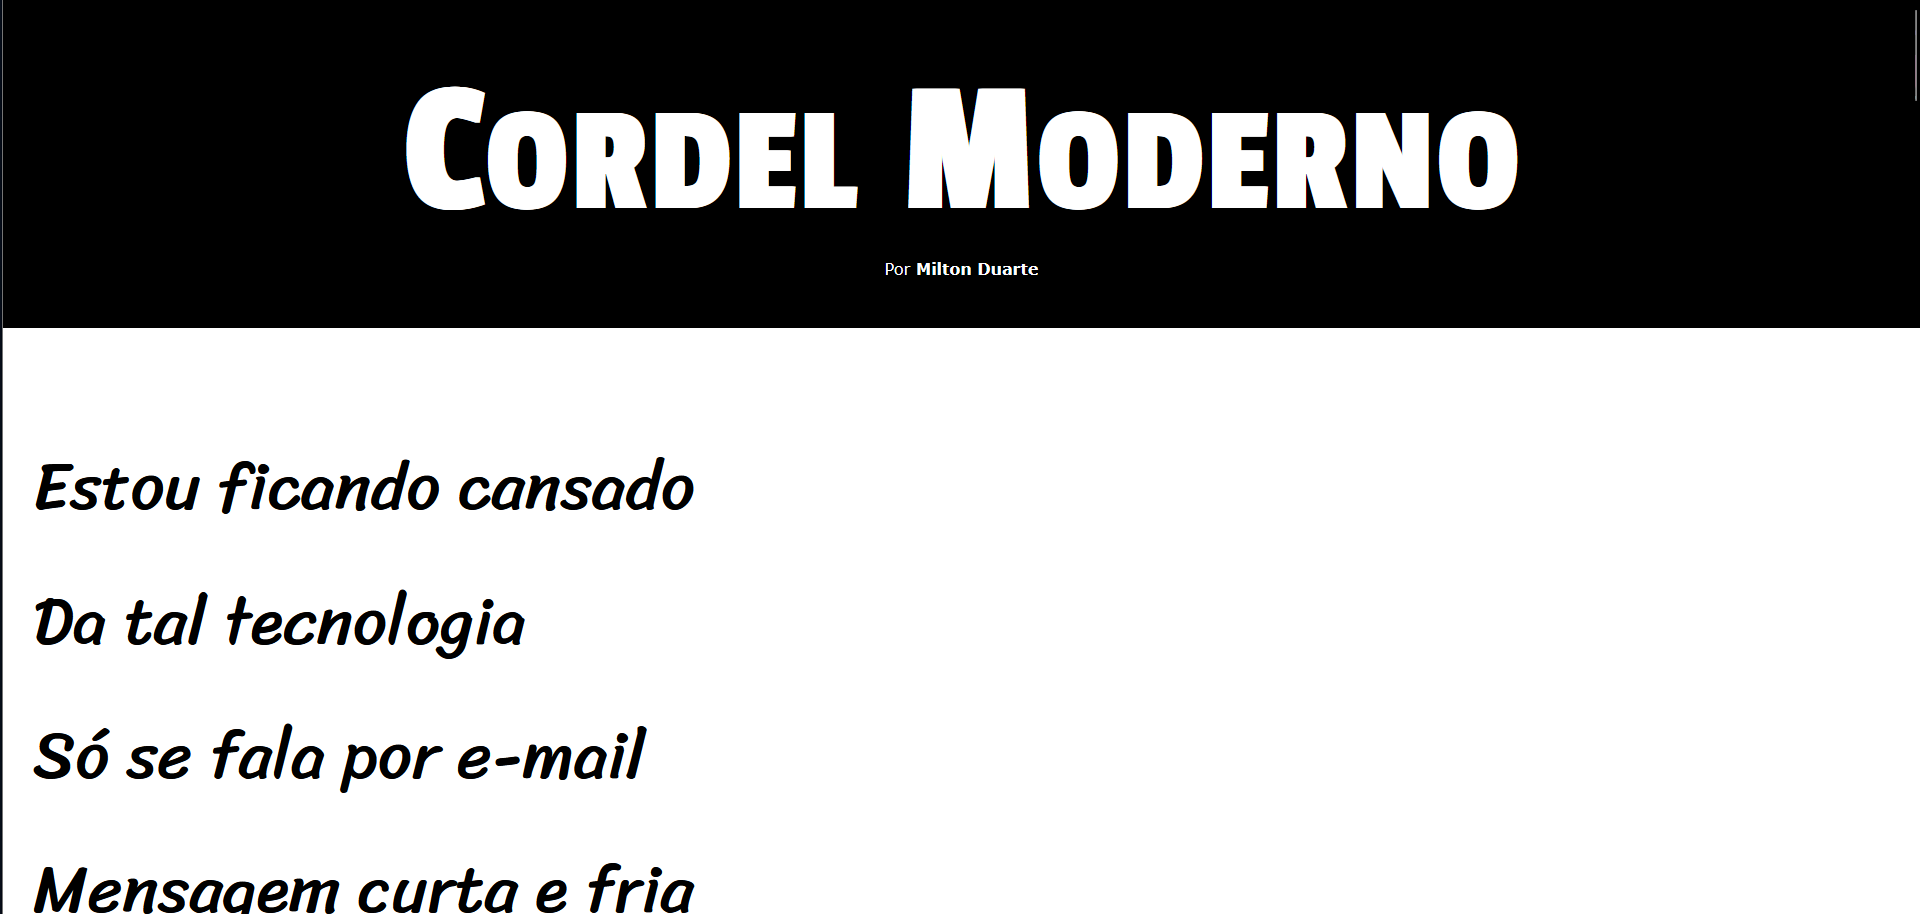 Cordel Moderno
Por Milton Duarte
Estou ficando cansado
Da tal tecnologia
Só se fala por e-mail
Mensagem curta e fria